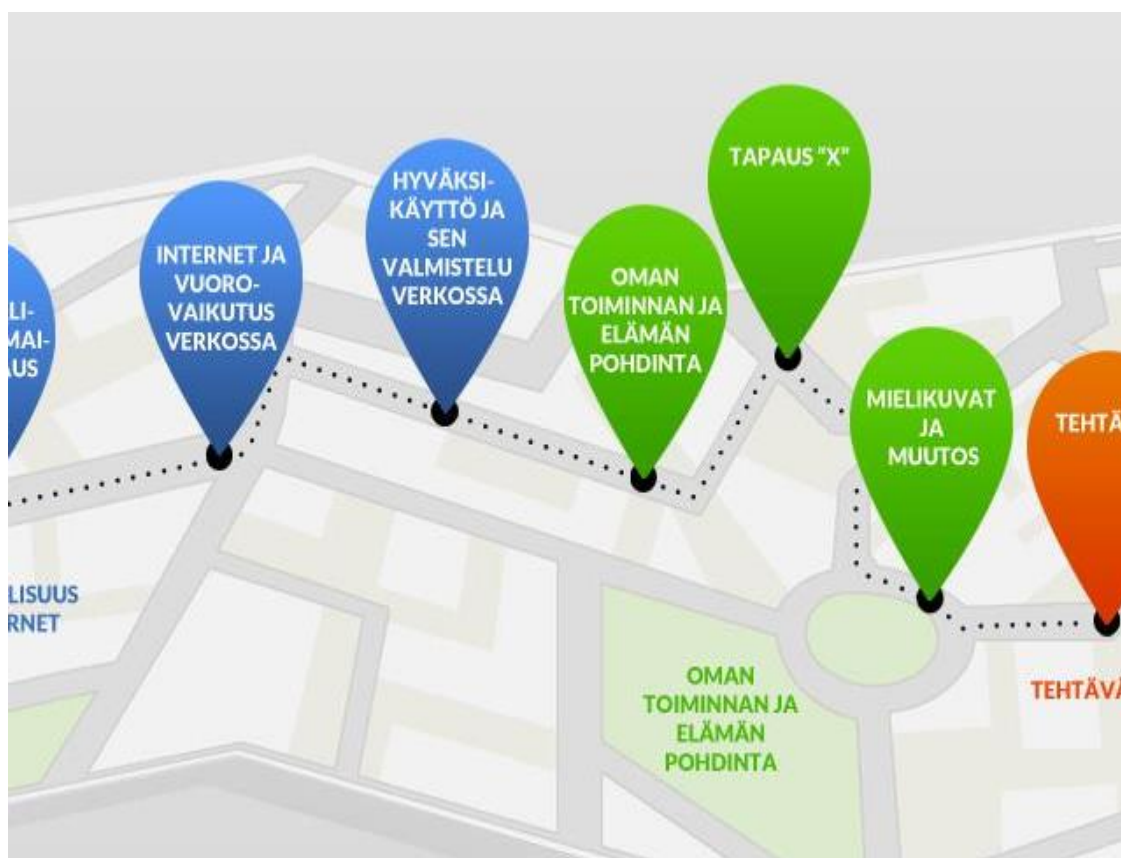 INTERNET JA
VUORO-
VAIKUTUS
VERKOSSA
HYVÄKSI-
KÄYTTÖ JA
SEN
VALMISTELU
VERKOSSA
OMAN
TOIMINNAN JA
ELÄMÄN
POHDINTA
TAPAUS "X"
MIELIKUVAT
JA
MUUTOS
OMAN
TOIMINNAN JA
ELÄMÄN
POHDINTA